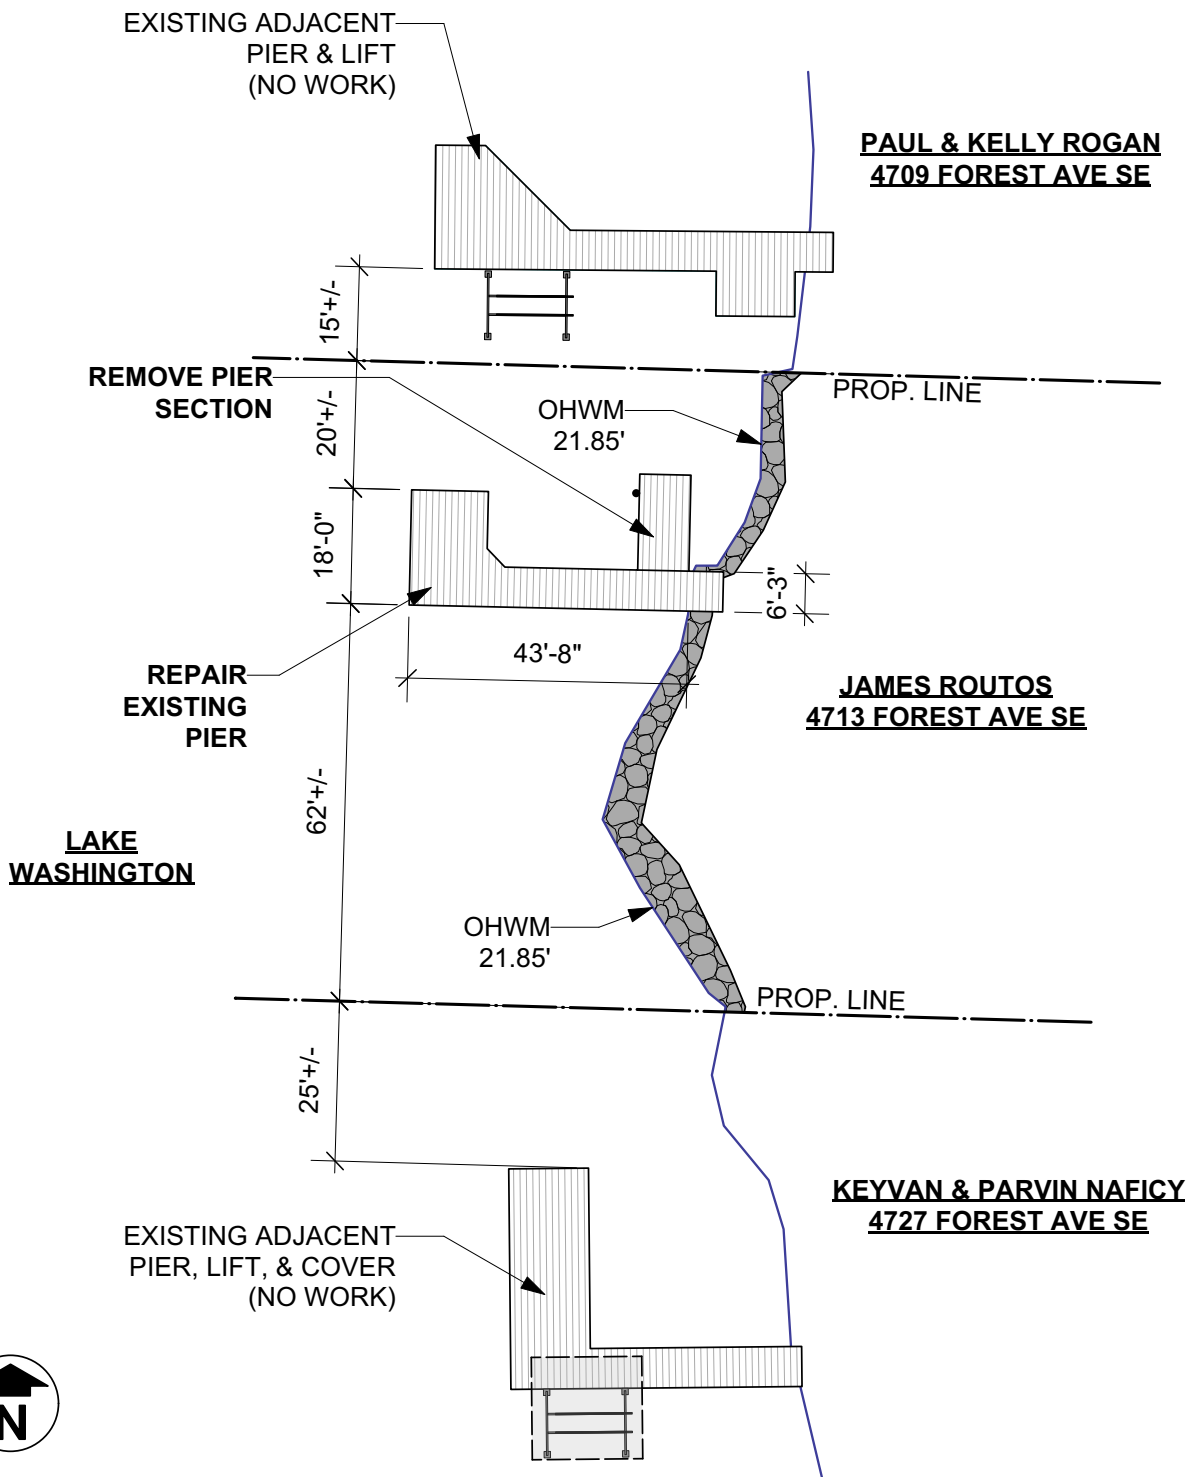 EXISTING ADJACENT
PIER & LIFT
(NO WORK)
PAUL & KELLY ROGAN
4709 FOREST AVE SE
15'+/-
REMOVE PIER
SECTION
20'+/-
OHWM
21.85'
PROP. LINE
18'-0"
6'-3"
43'-8"
REPAIR
EXISTING
PIER
JAMES ROUTOS
4713 FOREST AVE SE
62'+/-
LAKE
WASHINGTON
OHWM
21.85'
PROP. LINE
25'+/-
KEYVAN & PARVIN NAFICY
4727 FOREST AVE SE
EXISTING ADJACENT
PIER, LIFT, & COVER
(NO WORK)
N